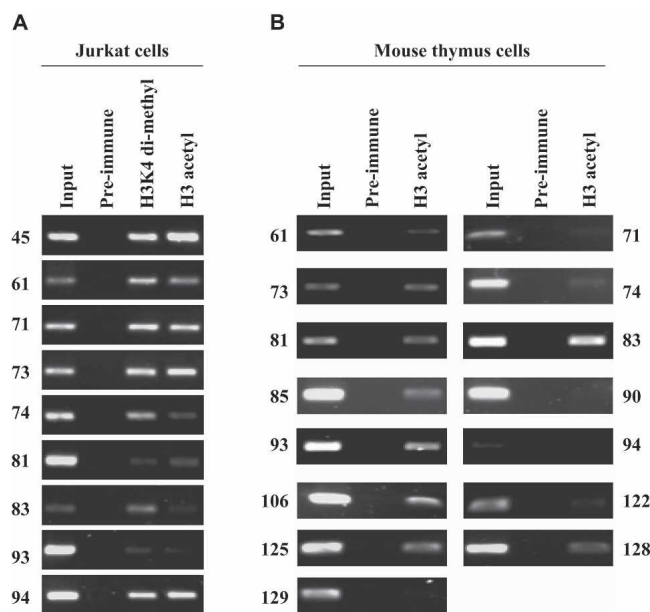 A
B
Jurkat cells
Mouse thymus cells
Input
Pre-immune
H3K4 di-methyl
H3 acetyl
Input
Pre-immune
H3 acetyl
Input
Pre-immune
H3 acetyl
45
61
71
73
74
81
83
93
94
61
73
81
85
93
106
125
129
71
74
83
90
94
122
128